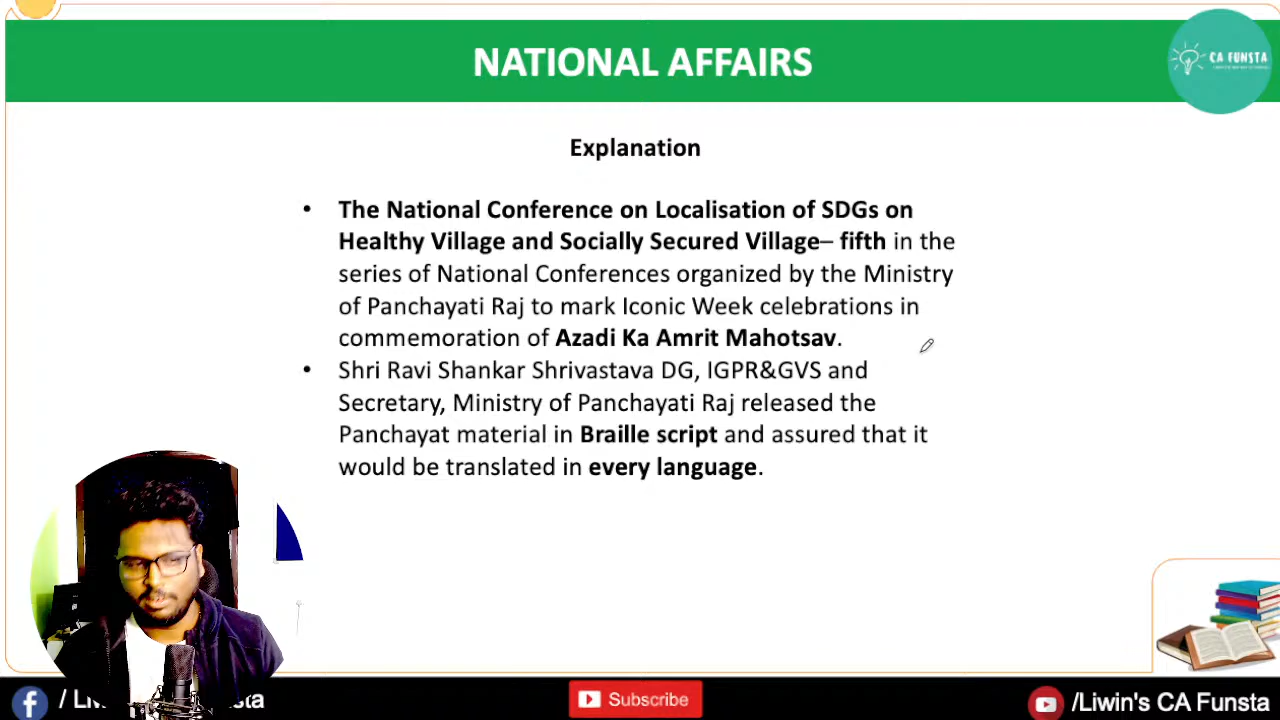 NATIONAL AFFAIRS
CA FUNSTA
Explanation
• The National Conference on Localisation of SDGs on
Healthy Village and Socially Secured Village– fifth in the
series of National Conferences organized by the Ministry
of Panchayati Raj to mark Iconic Week celebrations in
commemoration of Azadi Ka Amrit Mahotsav.
• Shri Ravi Shankar Shrivastava DG, IGPR&GVS and
Secretary, Ministry of Panchayati Raj released the
Panchayat material in Braille script and assured that it
would be translated in every language.
Subscribe
/Liwin's CA Funsta